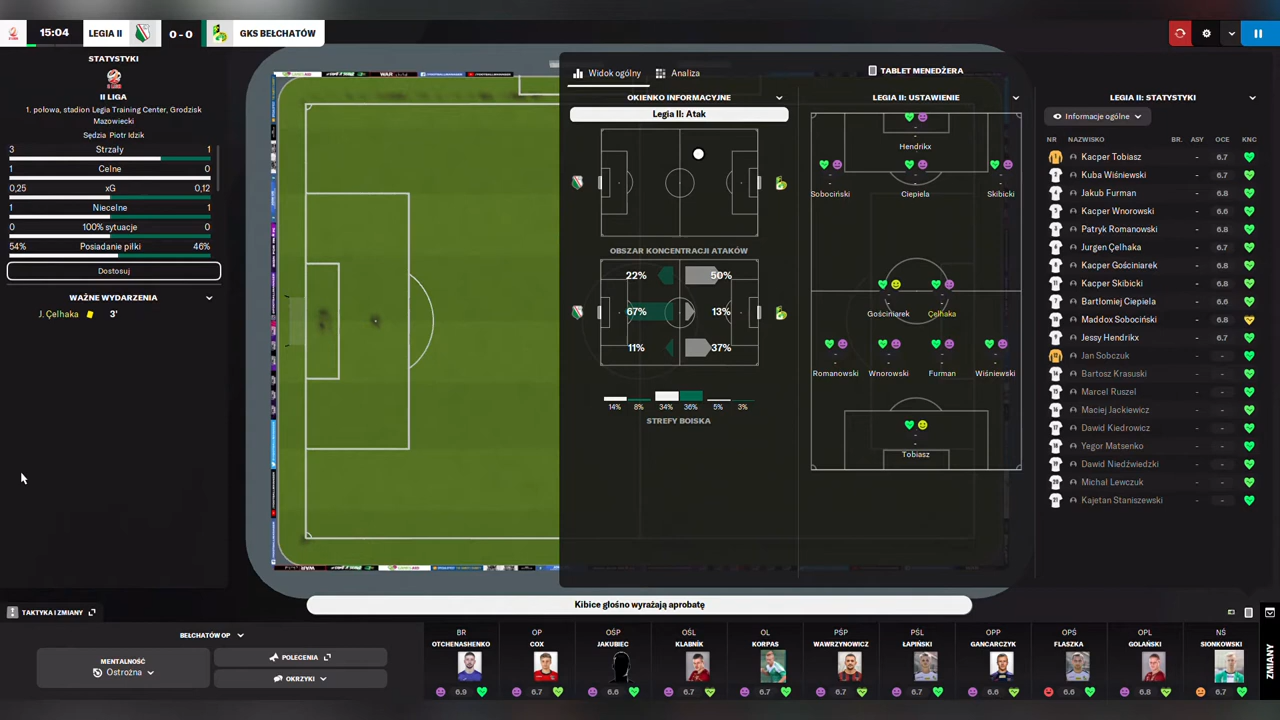 15:04
LEGIA II
0 - 0
GKS BEŁCHATÓW
STATYSTYKI
II LIGA
1. polowa, stadion Legia Training Center, Grodzisk
Mazowiecki
Sędzia Piotr Idzik
3 Strzały 1
1 Celne 0
0,25 xG 0,12
1 Niecelne 1
0 100% sytuacje 0
54% Posiadanie piłki 46%
Dostosuj
WAŻNE WYDARZENIA
J. Çelhaka 3'
Widok ogólny
Analiza
OKIENKO INFORMACYJNE
Legia II: Atak
OBSZAR KONCENTRACJI ATAKÓW
22% 50%
67% 13%
11% 37%
14% 8% 34% 36% 5% 3%
STREFY BOISKA
TABLET MENEDŻERA
LEGIA II: USTAWIENIE
Hendrikx
Sobociński Ciepiela Skibicki
Gościniarek Çelhaka
Romanowski Wnorowski Furman Wiśniewski
Tobiasz
LEGIA II: STATYSTYKI
Informacje ogólne
NR NAZWISKO BR. ASY OCE KNC
1 Kacper Tobiasz - 6.7
Kuba Wiśniewski - 6.7
Jakub Furman - 6.8
Kacper Wnorowski - 6.6
Patryk Romanowski - 6.8
Jurgen Çelhaka - 6.8
Kacper Gościniarek - 6.8
Kacper Skibicki - 6.8
Bartłomiej Ciepiela - 6.6
Maddox Sobociński - 6.8
Jessy Hendrikx - 6.7
Jan Sobczuk - -
Bartosz Krasuski - -
Marcel Ruszel - -
Maciej Jackiewicz - -
Dawid Kiedrowicz - -
Yegor Matsenko - -
Dawid Niedźwiedzki - -
Michal Lewczuk - -
Kajetan Staniszewski - -
Kibice głośno wyrażają aprobatę
TAKTYKA I ZMIANY
BEŁCHATÓW OP
MENTALNOŚĆ
Ostrożna
POLECENIA
OKRZYKI
BR OP OŚP OŚL OL PŚP PŚL OPP OPŚ OPL NŚ
OTCHENASHENKO COX JAKUBIEC KLABNÍK KORPAS WAWRZYNOWICZ ŁAPIŃSKI GANCARCZYK FLASZKA GOLAŃSKI SIONKOWSKI
6.9 6.7 6.6 6.7 6.7 6.7 6.7 6.6 6.6 6.8 6.7
ZMIANY